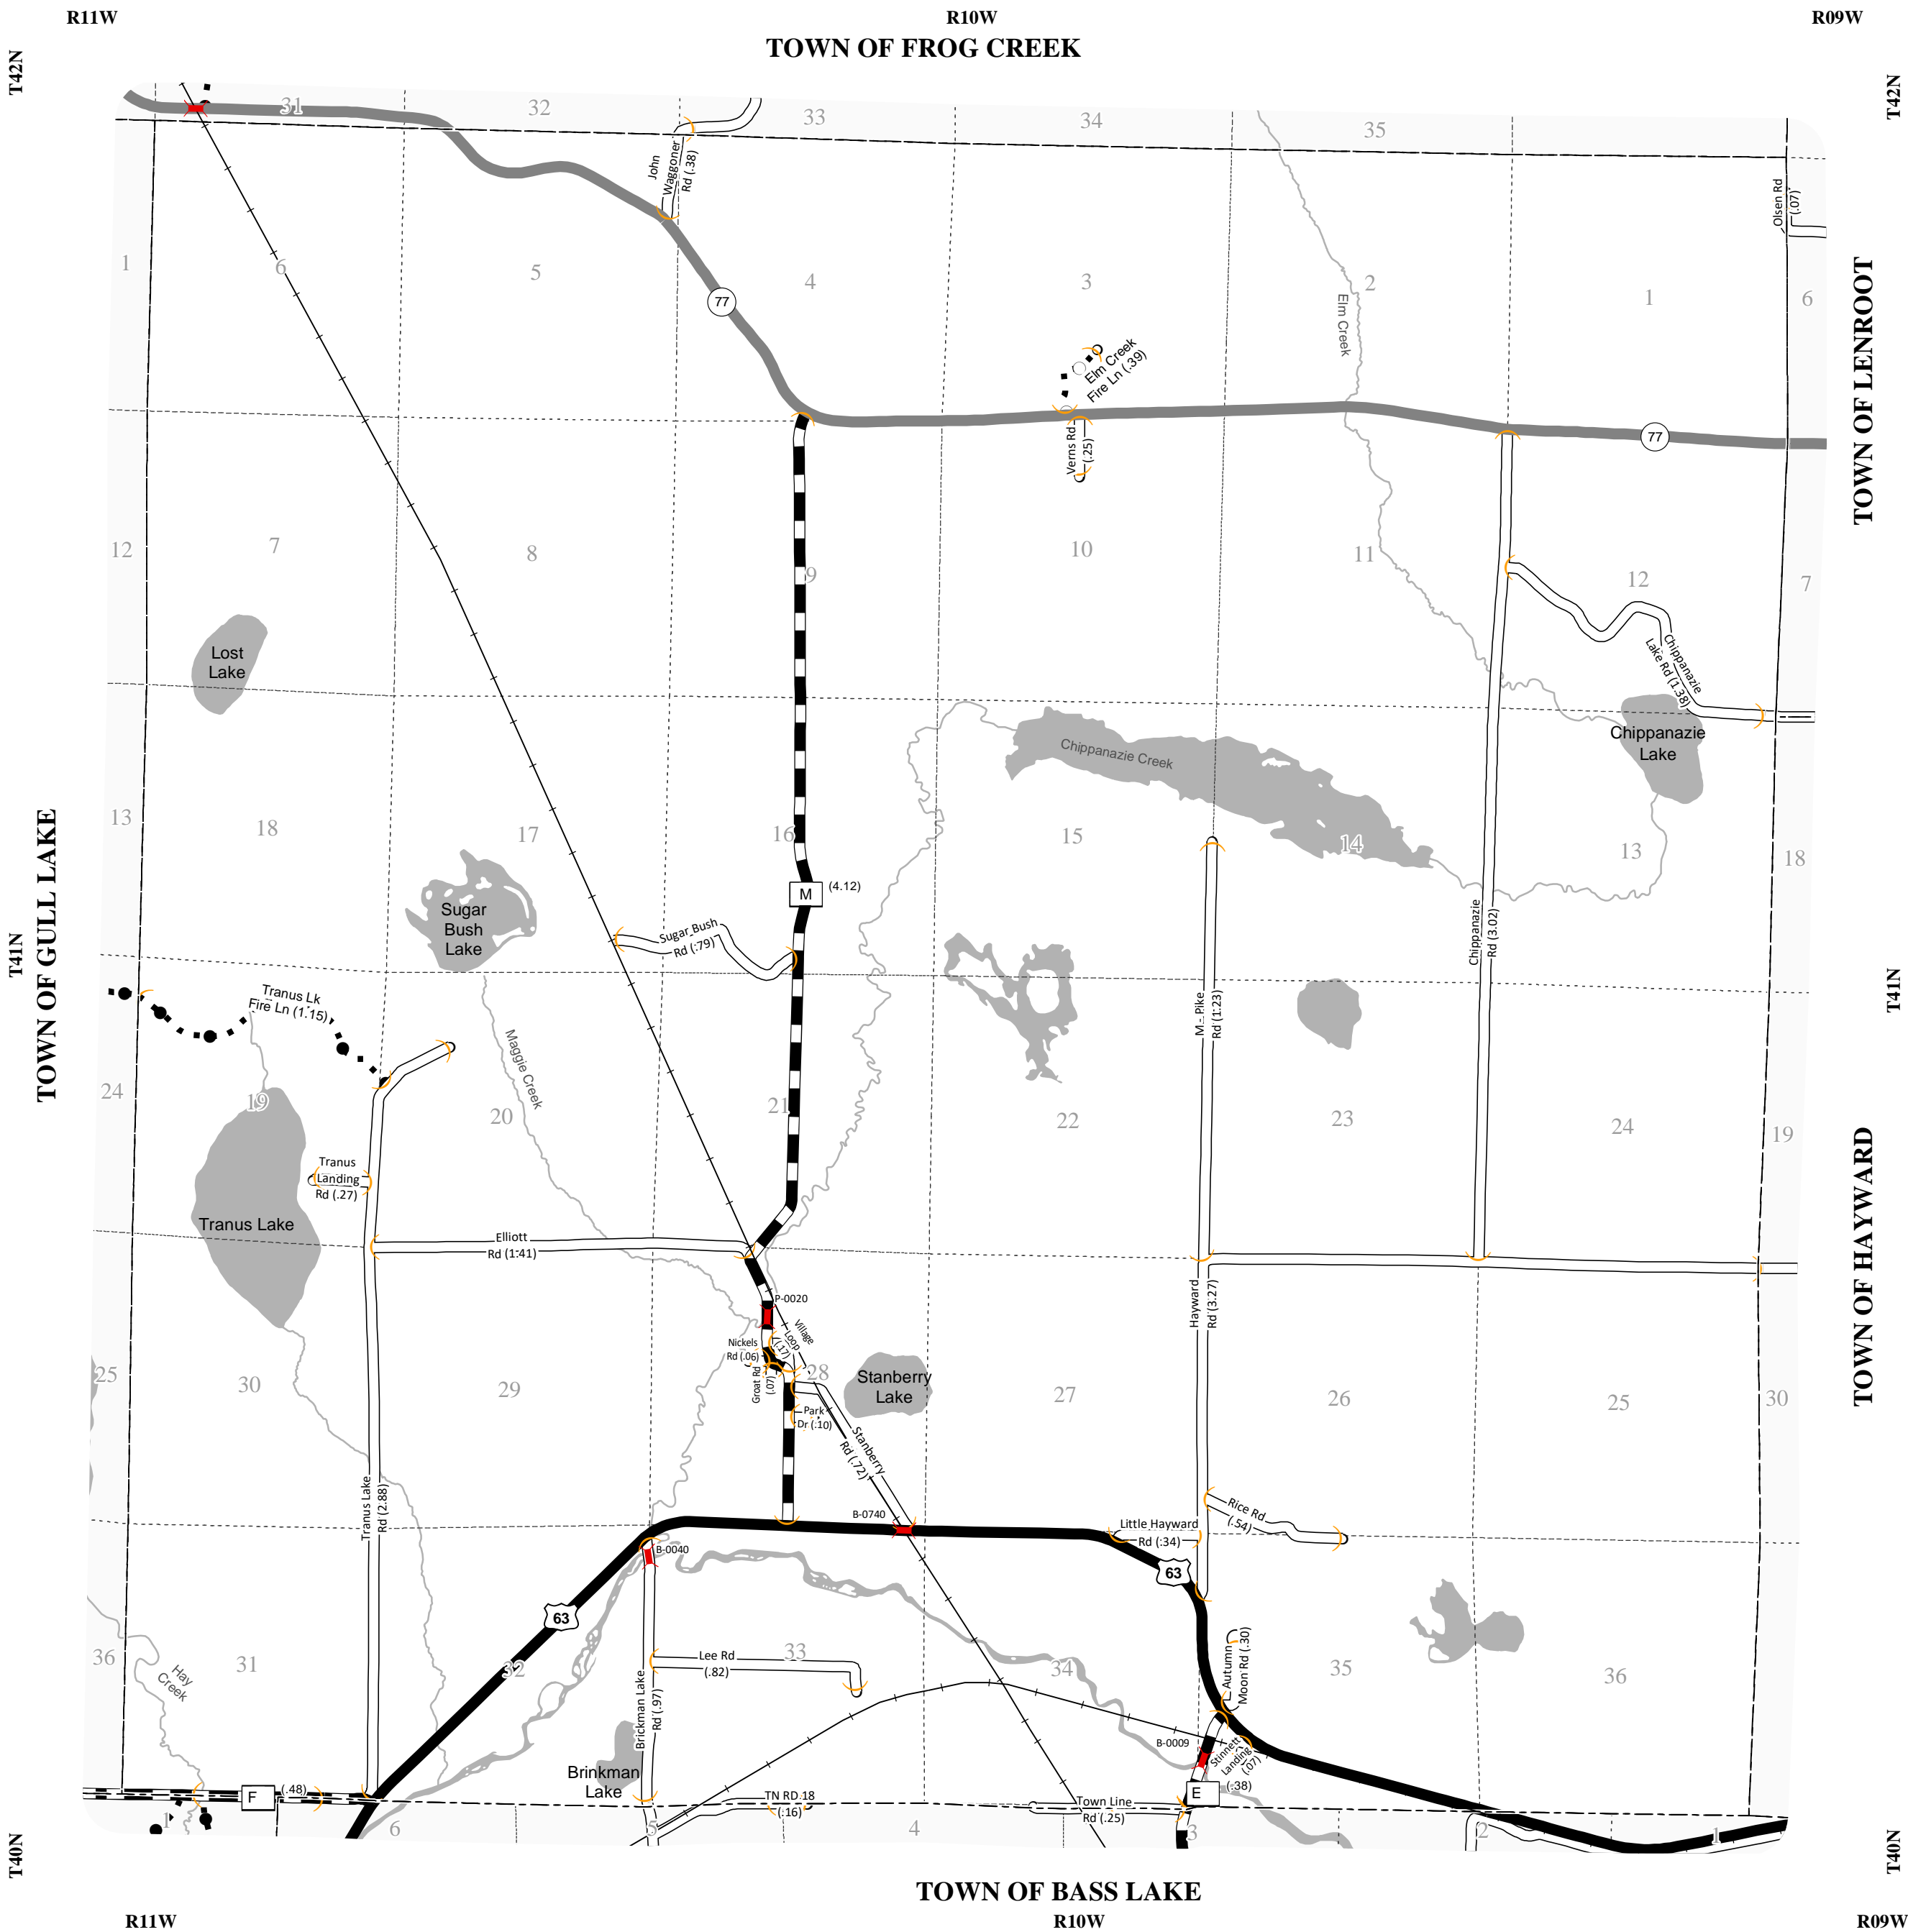 R11W R10W R09W
TOWN OF FROG CREEK
T42N T42N
31 32 33 34 35
John
Waggoner
Rd (.38)
Olsen Rd
(.07)
1 6 5 4 3 2 1 6
77
Elm Creek
TOWN OF LENROOT
Elm Creek
Fire Ln (.39)
77
Verns Rd
(.25)
12 7 8 9 10 11 12 7
Lost
Lake
Chippanazie
Lake Rd (1.38)
Chippanazie Creek
Chippanazie
Lake
13 18 17 16 15 14 13 18
TOWN OF GULL LAKE
M (4.12)
Sugar
Bush
Lake
Sugar Bush
Rd (.79)
Chippanazie
Rd (3.02)
T41N T41N
Tranus Lk
Fire Ln (1.15)
M - Pike
Rd (1.23)
Maggie Creek
24 19 20 21 22 23 24 19
Tranus
Landing
Rd (.27)
Tranus Lake
Elliott
Rd (1.41)
TOWN OF HAYWARD
Hayward
Rd (3.27)
P-0020
Village
Loop
(.17)
Nickels
Rd (.06)
Groat Rd
(.07)
25 30 29 28 27 26 25 30
Stanberry
Lake
Park
Dr (.10)
Stanberry
Rd (.72)
Tranus Lake
Rd (2.88)
B-0740
Little Hayward
Rd (.34)
Rice Rd
(.54)
B-0040
63
63
36 31 32 33 34 35 36
Hay
Creek
Lee Rd
(.82)
Brickman Lake
Rd (.97)
Autumn
Moon Rd (.30)
B-0009
Stinnett
Landing
(.07)
Brinkman
Lake
F (.48)
E (.38)
TN RD 18
(.16)
Town Line
Rd (.25)
1 6 5 4 3 2 1
T40N T40N
TOWN OF BASS LAKE
R11W R10W R09W